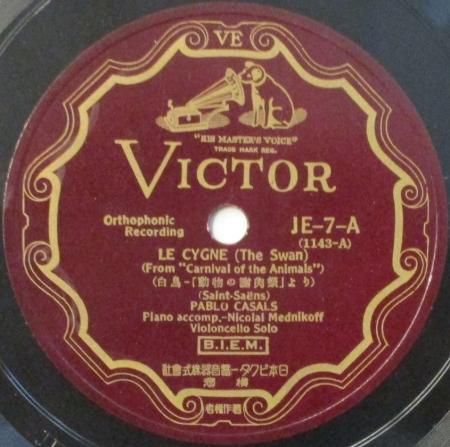 VE
"HIS MASTER'S VOICE"
TRADE MARK REG.
VICTOR
Orthophonic
Recording
JE-7-A
(1143-A)
LE CYGNE (The Swan)
(From "Carnival of the Animals")
(白鳥-「動物の謝肉祭」より)
(Saint-Saëns)
PABLO CASALS
Piano accomp.-Nicolai Mednikoff
Violoncello Solo
B.I.E.M.
社會式株器音蓄ータクビ本日
濱橫